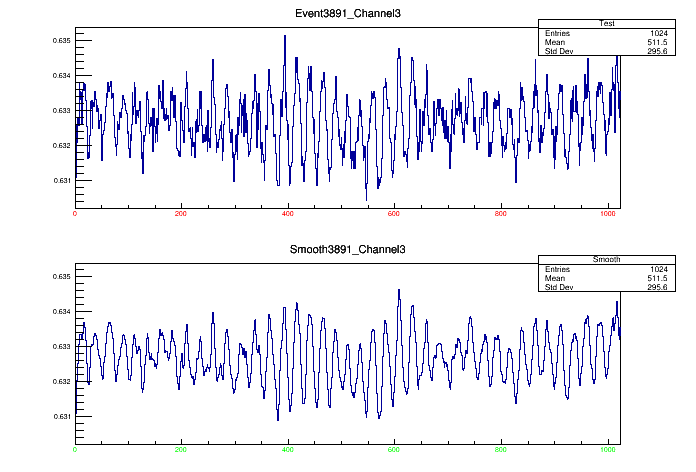 Event3891_Channel3
Test
Entries 1024
Mean 511.5
Std Dev 295.6
0.635
0.634
0.633
0.632
0.631
0 200 400 600 800 1000
Smooth3891_Channel3
Smooth
Entries 1024
Mean 511.5
Std Dev 295.6
0.635
0.634
0.633
0.632
0.631
0 200 400 600 800 1000